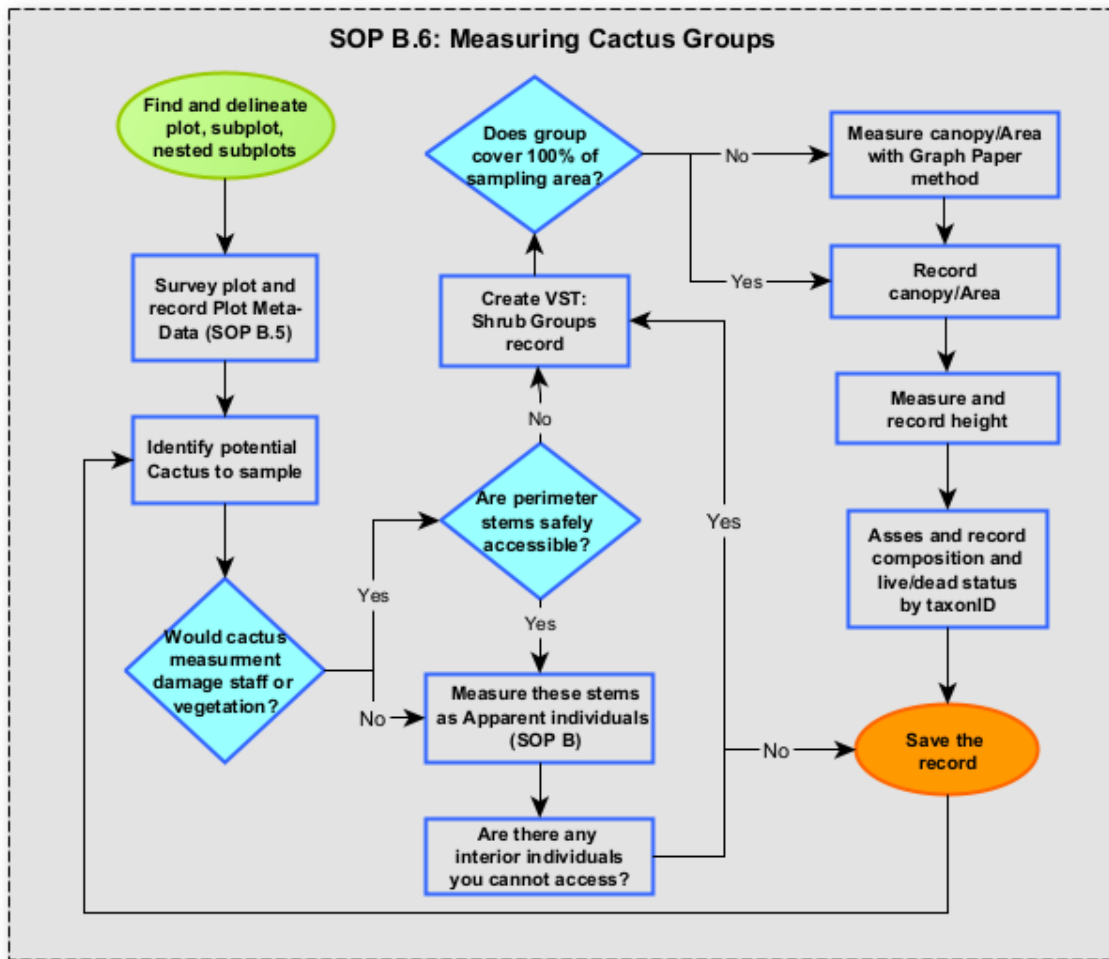 SOP B.6: Measuring Cactus Groups
Find and delineate
plot, subplot,
nested subplots
Survey plot and
record Plot Meta-
Data (SOP B.5)
Identify potential
Cactus to sample
Would cactus
measurment
damage staff or
vegetation?
Yes
No
Are perimeter
stems safely
accessible?
No
Yes
Measure these stems
as Apparent individuals
(SOP B)
Are there any
interior individuals
you cannot access?
Yes
No
Create VST:
Shrub Groups
record
Does group
cover 100% of
sampling area?
No
Yes
Measure canopy/Area
with Graph Paper
method
Record
canopy/Area
Measure and
record height
Asses and record
composition and
live/dead status
by taxonID
Save the
record